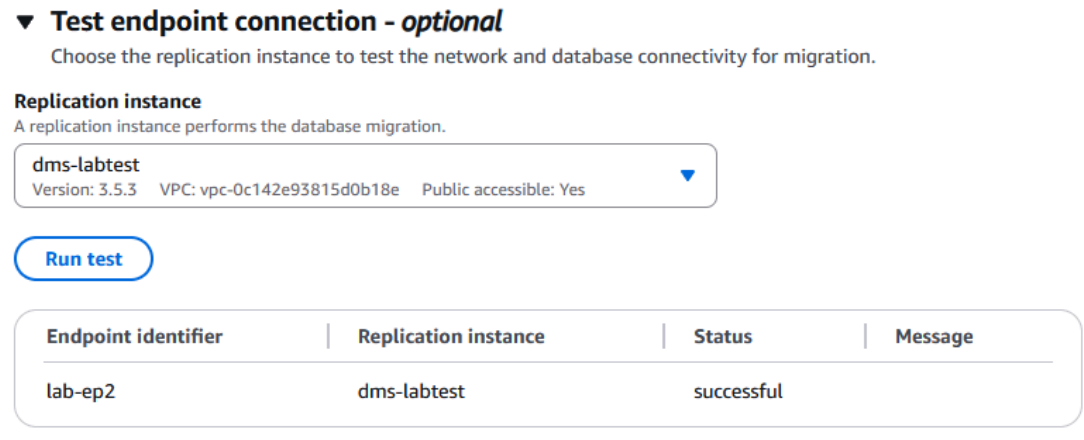 Test endpoint connection - optional
Choose the replication instance to test the network and database connectivity for migration.
Replication instance
A replication instance performs the database migration.
dms-labtest
Version: 3.5.3 VPC: vpc-0c142e93815d0b18e Public accessible: Yes
Run test
Endpoint identifier Replication instance Status Message
lab-ep2 dms-labtest successful